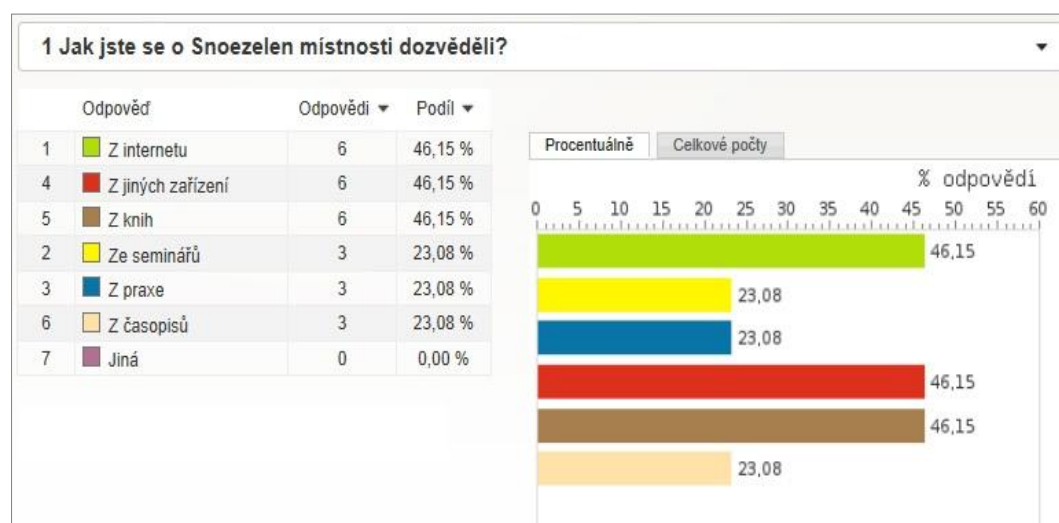 1 Jak jste se o Snoezelen místnosti dozvěděli?
Odpověď Odpovědi Podíl
1 Z internetu 6 46,15 %
4 Z jiných zařízení 6 46,15 %
5 Z knih 6 46,15 %
2 Ze seminářů 3 23,08 %
3 Z praxe 3 23,08 %
6 Z časopisů 3 23,08 %
7 Jiná 0 0,00 %
Procentuálně Celkové počty
% odpovědí
0 5 10 15 20 25 30 35 40 45 50 55 60
46,15
23,08
23,08
46,15
46,15
23,08